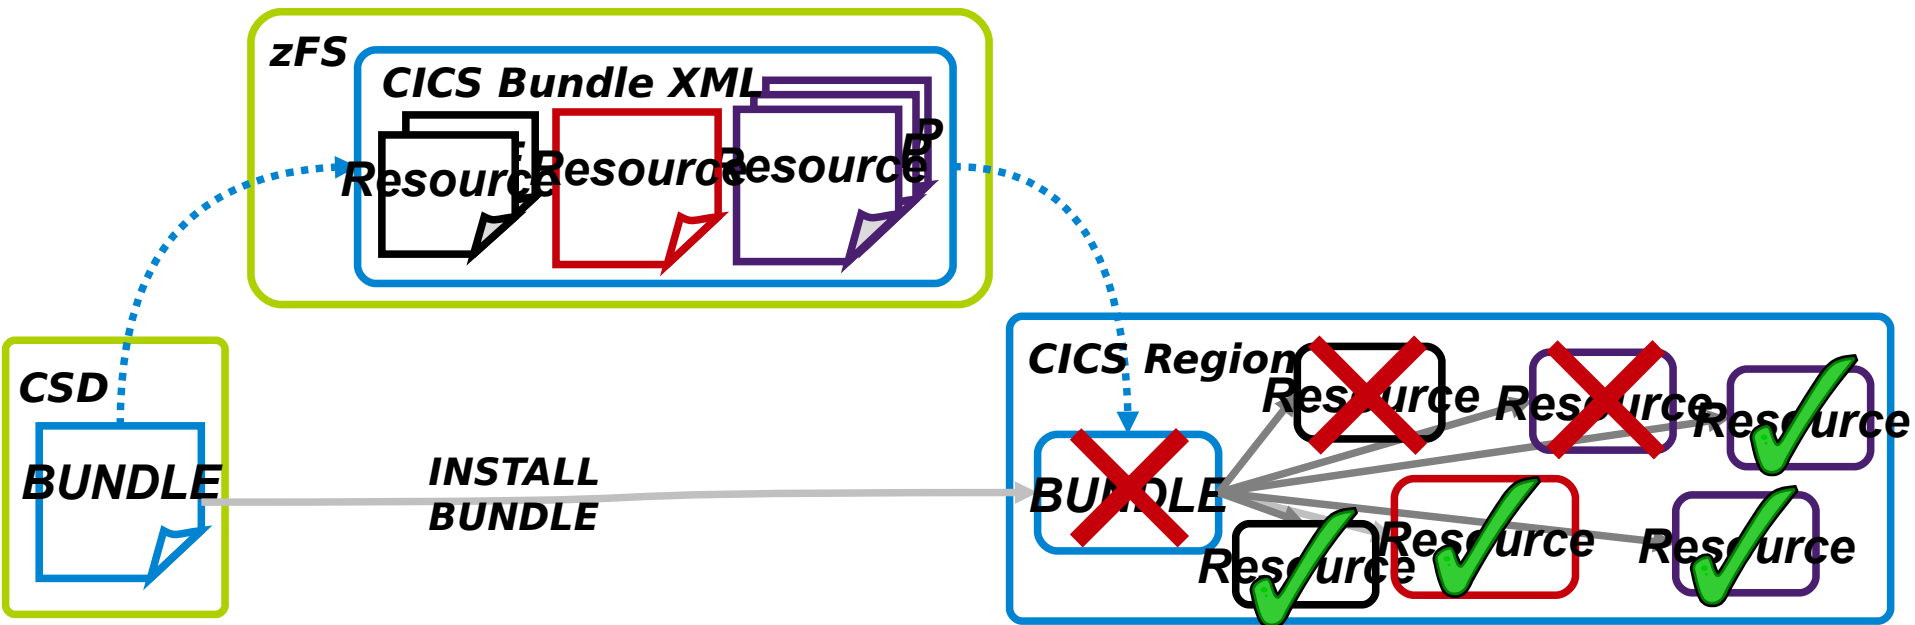 zFS
CICS Bundle XML
Resource
Resource
Resource
CSD
BUNDLE
INSTALL
BUNDLE
CICS Region
Resource
Resource
Resource
BUNDLE
Resource
Resource
Resource